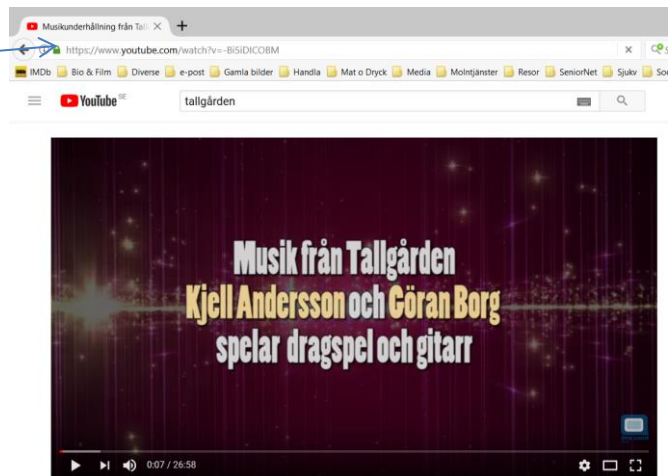 Musikunderhållning från Tall
https://www.youtube.com/watch?v=-Bi5iDICOBM
IMDb Bio & Film Diverse e-post Gamla bilder Handla Mat o Dryck Media Molntjänster Resor SeniorNet Sjukv
YouTube SE
tallgården
Musik från Tallgården
Kjell Andersson och Göran Borg
spelar dragspel och gitarr
0:07 / 26:58